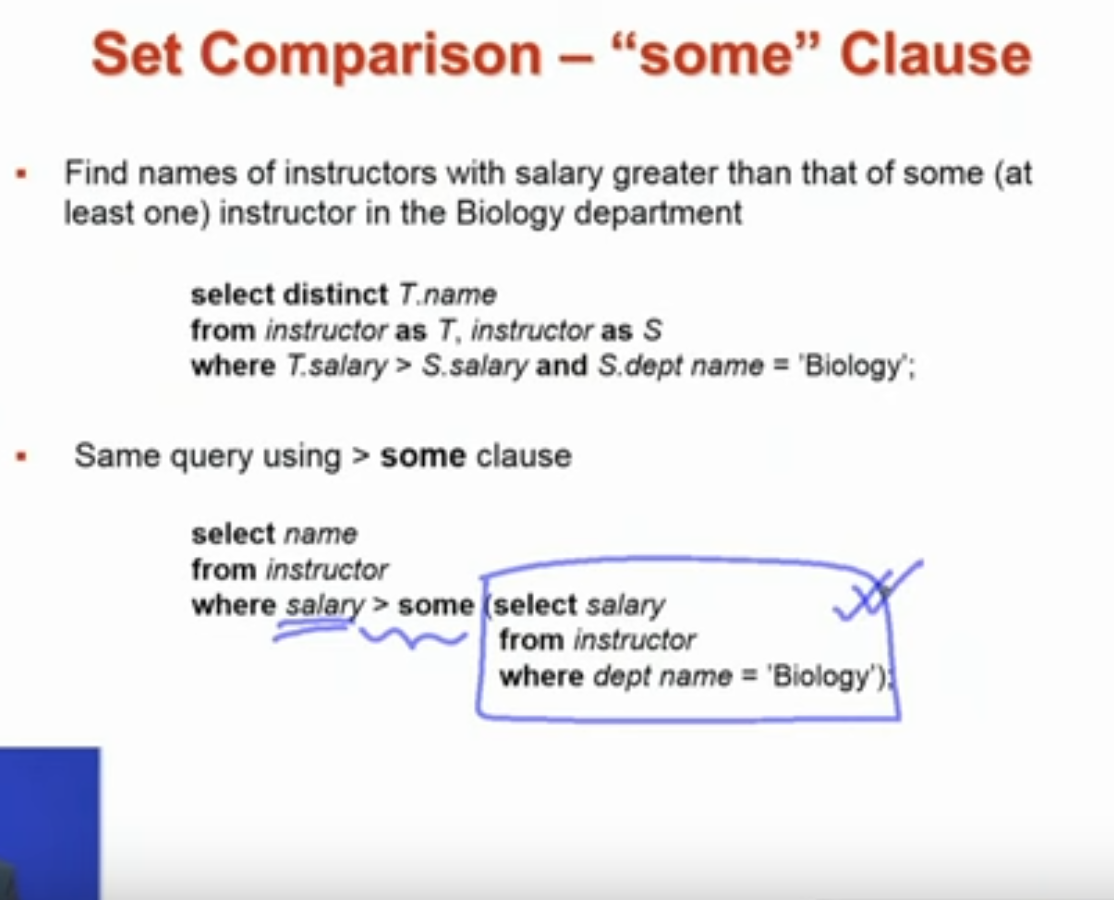 Set Comparison – “some” Clause
▪ Find names of instructors with salary greater than that of some (at
least one) instructor in the Biology department
select distinct T.name
from instructor as T, instructor as S
where T.salary > S.salary and S.dept name = 'Biology';
▪ Same query using > some clause
select name
from instructor
where salary > some (select salary
from instructor
where dept name = 'Biology');